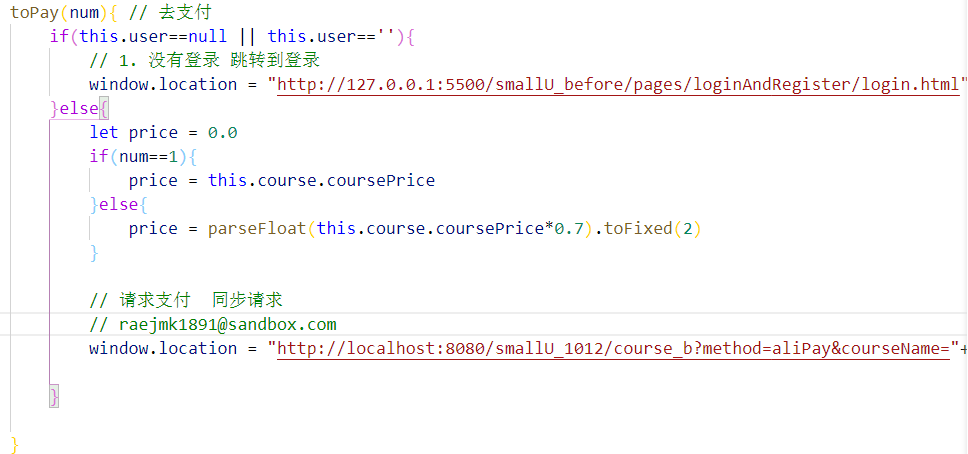 toPay(num){ // 去支付
if(this.user==null || this.user==''){
// 1. 没有登录 跳转到登录
window.location = "http://127.0.0.1:5500/smallU_before/pages/loginAndRegister/login.html"
}else{
let price = 0.0
if(num==1){
price = this.course.coursePrice
}else{
price = parseFloat(this.course.coursePrice*0.7).toFixed(2)
}
// 请求支付  同步请求
// raejmk1891@sandbox.com
window.location = "http://localhost:8080/smallU_1012/course_b?method=aliPay&courseName="+
}
}